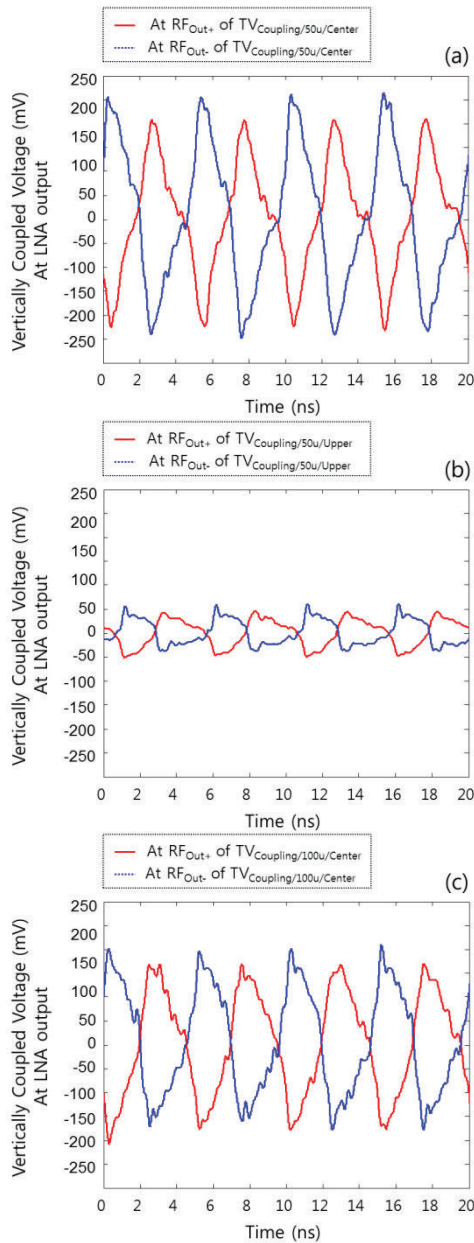 At RFOut+ of TVCoupling/50u/Center
At RFOut- of TVCoupling/50u/Center
(a)
Vertically Coupled Voltage (mV)
At LNA output
250
200
150
100
50
0
-50
-100
-150
-200
-250
0 2 4 6 8 10 12 14 16 18 20
Time (ns)
At RFOut+ of TVCoupling/50u/Upper
At RFOut- of TVCoupling/50u/Upper
(b)
Vertically Coupled Voltage (mV)
At LNA output
250
200
150
100
50
0
-50
-100
-150
-200
-250
0 2 4 6 8 10 12 14 16 18 20
Time (ns)
At RFOut+ of TVCoupling/100u/Center
At RFOut- of TVCoupling/100u/Center
(c)
Vertically Coupled Voltage (mV)
At LNA output
250
200
150
100
50
0
-50
-100
-150
-200
-250
0 2 4 6 8 10 12 14 16 18 20
Time (ns)